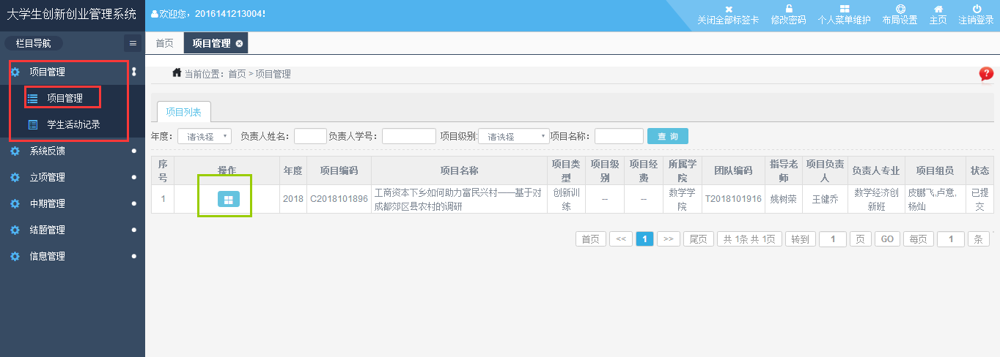 大学生创新创业管理系统
欢迎您，2016141213004!
关闭全部标签卡 修改密码 个人菜单维护 布局设置 主页 注销登录
栏目导航
首页 项目管理
项目管理
项目管理
学生活动记录
系统反馈
立项管理
中期管理
结题管理
信息管理
当前位置：首页 > 项目管理
?
项目列表
年度： 请选择 负责人姓名： 负责人学号： 项目级别: 请选择 项目名称： 查 询
序号 操作 年度 项目编码 项目名称 项目类型 项目级别 项目经费 所属学院 团队编码 指导老师 项目负责人 负责人专业 项目组员 状态
1 2018 C2018101896 工商资本下乡如何助力富民兴村——基于对成都郊区县农村的调研 创新训练 -- -- 数学学院 T2018101916 姚树荣 王健乔 数学经济创新班 皮鹏飞,卢意,杨灿 已提交
首页 << 1 >> 尾页 共 1条 共 1页 转到 1 页 GO 每页 1 条